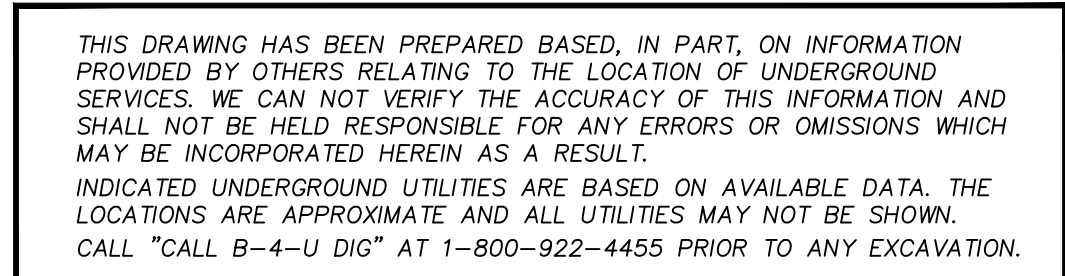 THIS DRAWING HAS BEEN PREPARED BASED, IN PART, ON INFORMATION
PROVIDED BY OTHERS RELATING TO THE LOCATION OF UNDERGROUND
SERVICES. WE CAN NOT VERIFY THE ACCURACY OF THIS INFORMATION AND
SHALL NOT BE HELD RESPONSIBLE FOR ANY ERRORS OR OMISSIONS WHICH
MAY BE INCORPORATED HEREIN AS A RESULT.
INDICATED UNDERGROUND UTILITIES ARE BASED ON AVAILABLE DATA. THE
LOCATIONS ARE APPROXIMATE AND ALL UTILITIES MAY NOT BE SHOWN.
CALL "CALL B-4-U DIG" AT 1-800-922-4455 PRIOR TO ANY EXCAVATION.